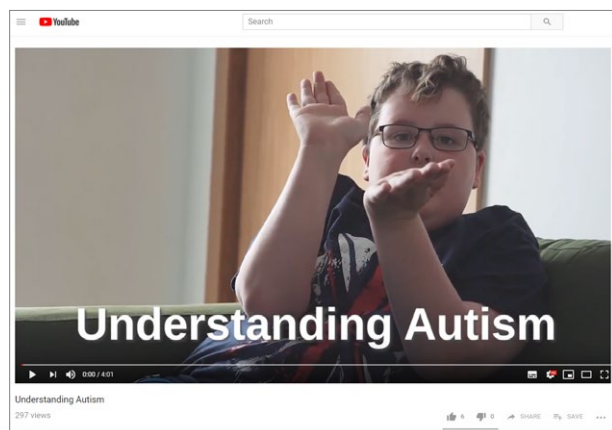 YouTube
Search
Understanding Autism
0:00 / 4:01
Understanding Autism
297 views
6 0 SHARE SAVE